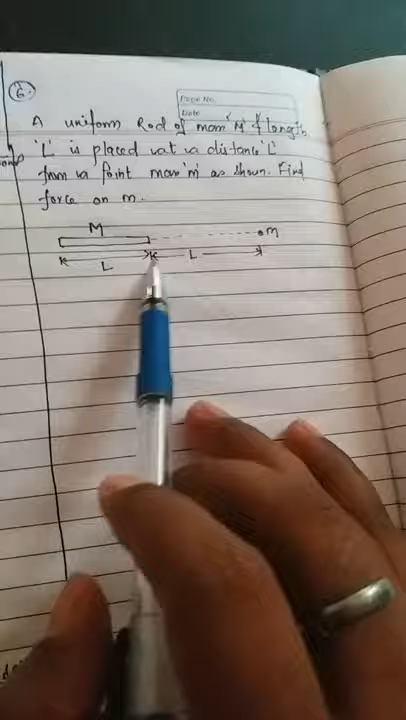 6.
Page No.
Date
A uniform Rod of mass 'M' & length
'L' is placed at a distance 'L'
from a point mass 'm' as shown. Find
force on m.
M
m
L
L